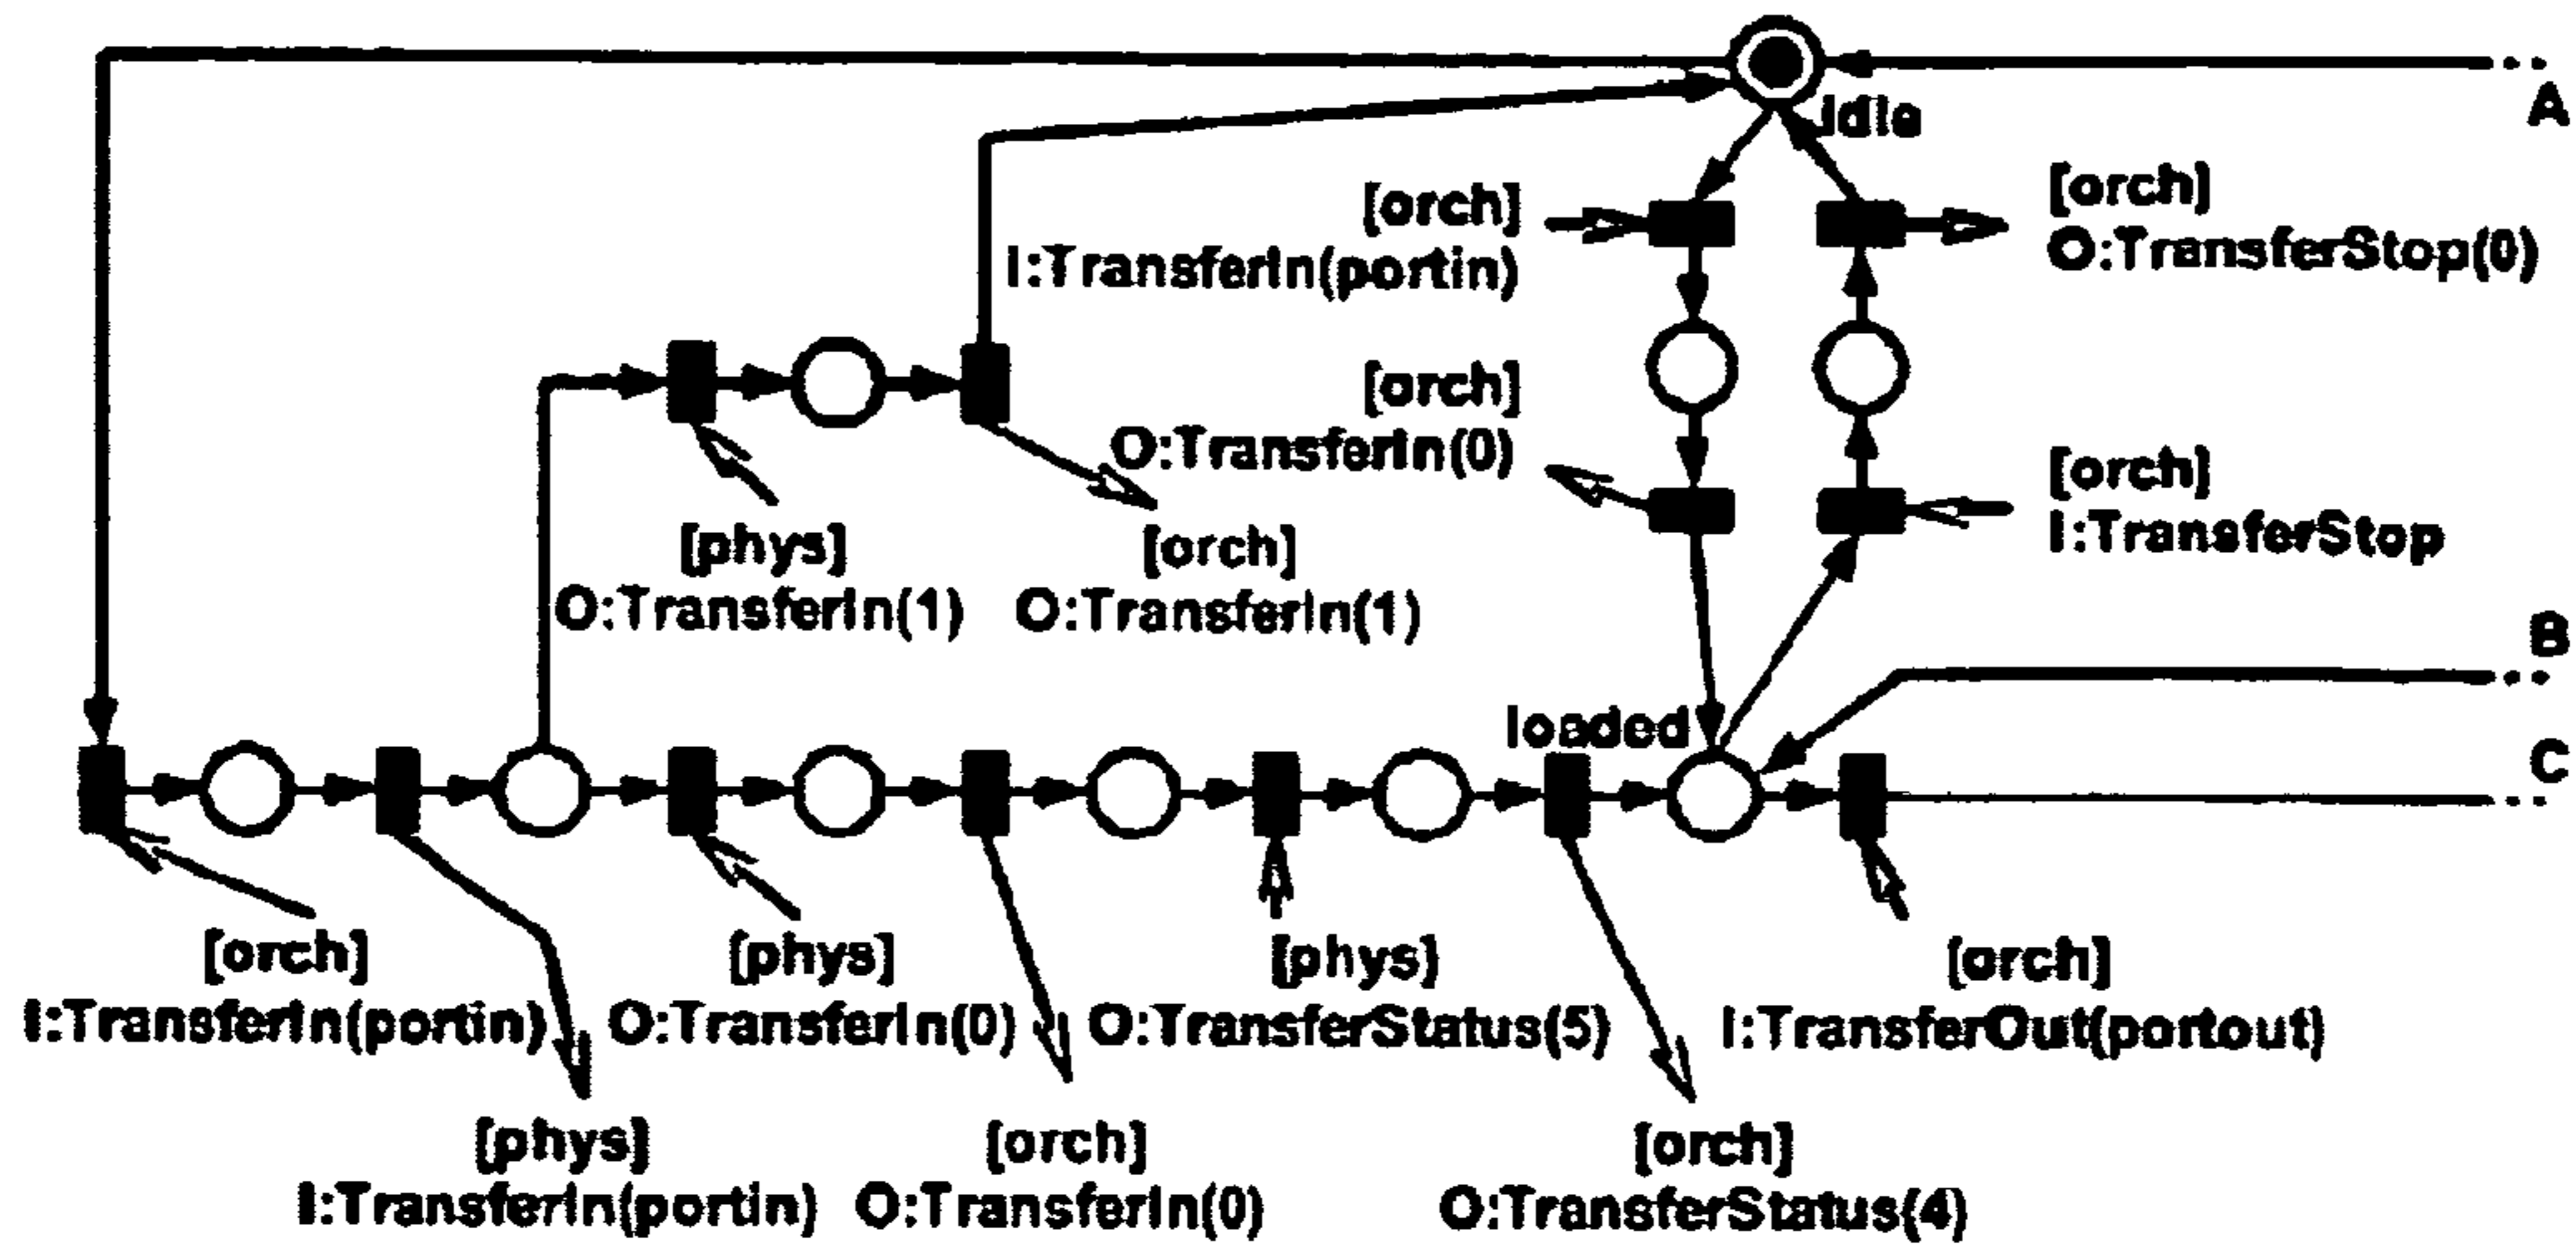 A
idle
[orch]
I:TransferIn(portin)
[orch]
O:TransferStop(0)
[orch]
O:TransferIn(0)
[orch]
I:TransferStop
[phys]
O:TransferIn(1)
[orch]
O:TransferIn(1)
B
loaded
C
[orch]
I:TransferIn(portin)
[phys]
O:TransferIn(0)
[phys]
O:TransferStatus(5)
[orch]
I:TransferOut(portout)
[phys]
I:TransferIn(portin)
[orch]
O:TransferIn(0)
[orch]
O:TransferStatus(4)